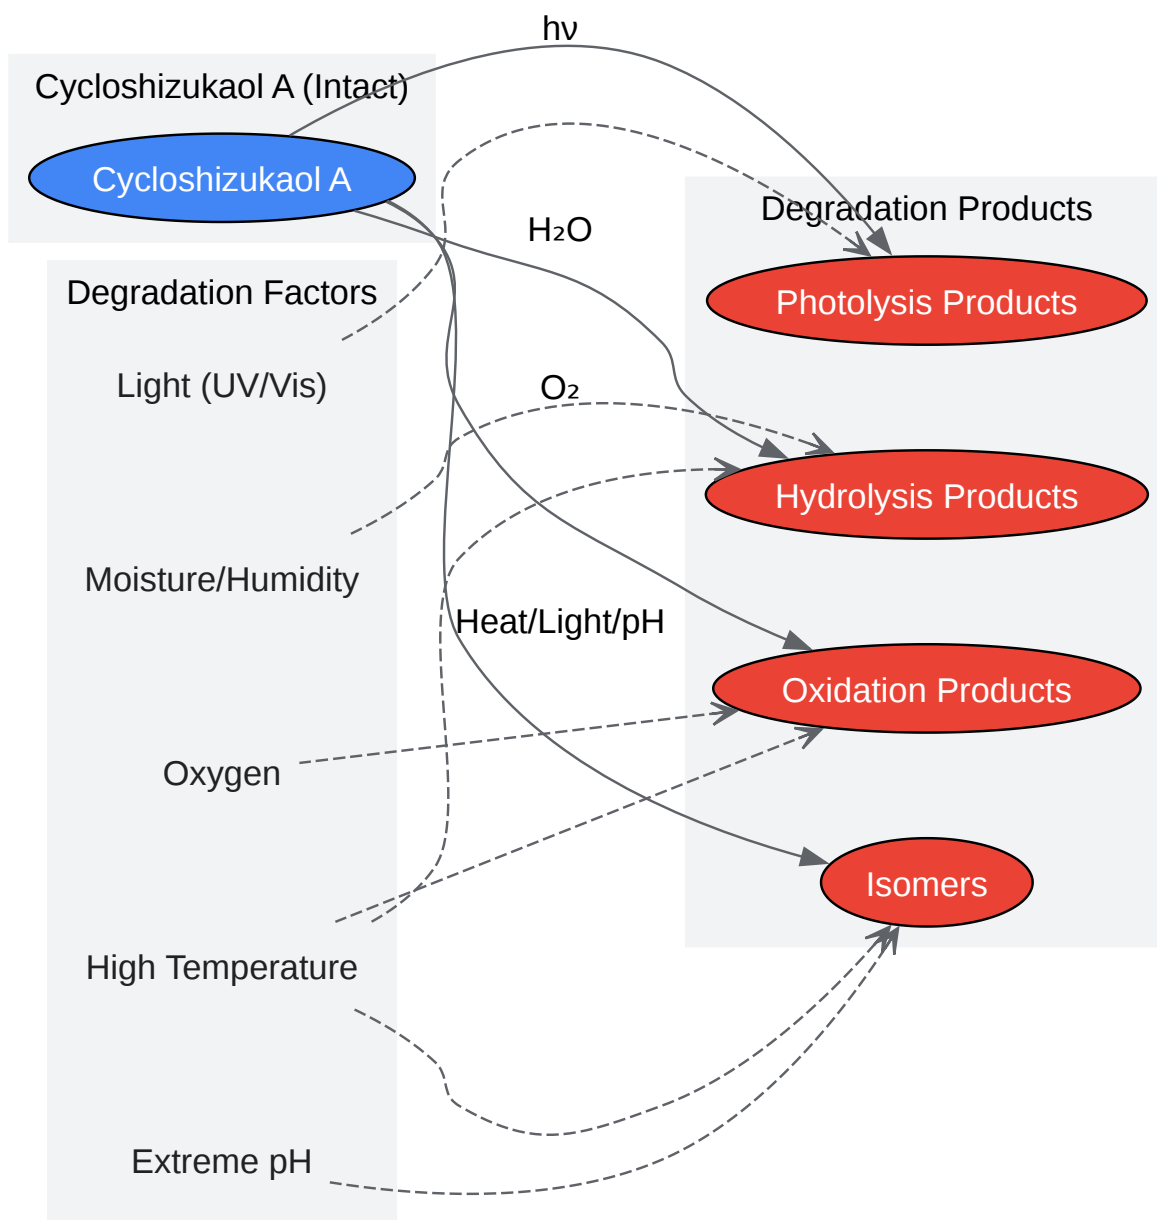 hν
Cycloshizukaol A (Intact)
Cycloshizukaol A
H₂O
Degradation Products
Degradation Factors
Photolysis Products
Light (UV/Vis)
O₂
Hydrolysis Products
Moisture/Humidity
Heat/Light/pH
Oxidation Products
Oxygen
Isomers
High Temperature
Extreme pH